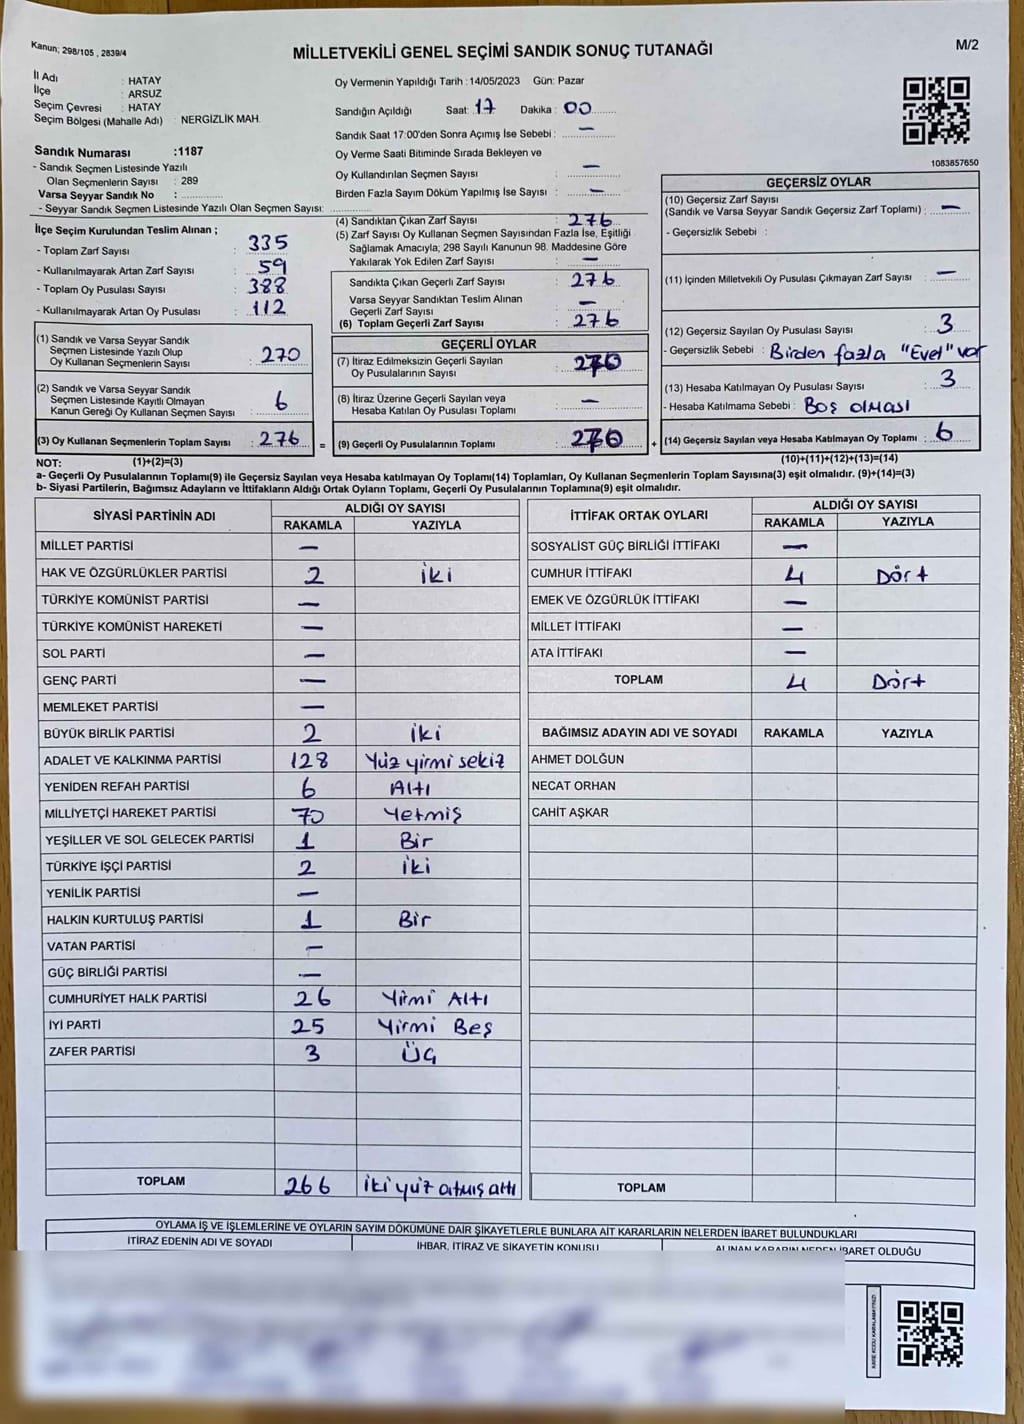 Kanun; 298/105 , 2839/4
MİLLETVEKİLİ GENEL SEÇİMİ SANDIK SONUÇ TUTANAĞI
M/2
İl Adı : HATAY
İlçe : ARSUZ
Seçim Çevresi : HATAY
Seçim Bölgesi (Mahalle Adı) : NERGİZLİK MAH.
Sandık Numarası :1187
- Sandık Seçmen Listesinde Yazılı
Olan Seçmenlerin Sayısı : 289
Varsa Seyyar Sandık No :
- Seyyar Sandık Seçmen Listesinde Yazılı Olan Seçmen Sayısı:
İlçe Seçim Kurulundan Teslim Alınan ;
- Toplam Zarf Sayısı : 335
- Kullanılmayarak Artan Zarf Sayısı : 59
- Toplam Oy Pusulası Sayısı : 388
- Kullanılmayarak Artan Oy Pusulası : 112
(1) Sandık ve Varsa Seyyar Sandık
Seçmen Listesinde Yazılı Olup
Oy Kullanan Seçmenlerin Sayısı : 270
(2) Sandık ve Varsa Seyyar Sandık
Seçmen Listesinde Kayıtlı Olmayan
Kanun Gereği Oy Kullanan Seçmen Sayısı : 6
(3) Oy Kullanan Seçmenlerin Toplam Sayısı : 276
Oy Vermenin Yapıldığı Tarih : 14/05/2023 Gün: Pazar
Sandığın Açıldığı Saat: 17 Dakika : 00
Sandık Saat 17:00'den Sonra Açımış İse Sebebi : —
Oy Verme Saati Bitiminde Sırada Bekleyen ve
Oy Kullandırılan Seçmen Sayısı : —
Birden Fazla Sayım Döküm Yapılmış İse Sayısı : —
(4) Sandıktan Çıkan Zarf Sayısı : 276
(5) Zarf Sayısı Oy Kullanan Seçmen Sayısından Fazla İse, Eşitliği
Sağlamak Amacıyla; 298 Sayılı Kanunun 98. Maddesine Göre
Yakılarak Yok Edilen Zarf Sayısı : —
Sandıkta Çıkan Geçerli Zarf Sayısı : 276
Varsa Seyyar Sandıktan Teslim Alınan
Geçerli Zarf Sayısı : —
(6) Toplam Geçerli Zarf Sayısı : 276
GEÇERLİ OYLAR
(7) İtiraz Edilmeksizin Geçerli Sayılan
Oy Pusulalarının Sayısı : 270
(8) İtiraz Üzerine Geçerli Sayılan veya
Hesaba Katılan Oy Pusulası Toplamı : —
= (9) Geçerli Oy Pusulalarının Toplamı : 270 +
1083857650
GEÇERSİZ OYLAR
(10) Geçersiz Zarf Sayısı
(Sandık ve Varsa Seyyar Sandık Geçersiz Zarf Toplamı) : —
- Geçersizlik Sebebi :
(11) İçinden Milletvekili Oy Pusulası Çıkmayan Zarf Sayısı : —
(12) Geçersiz Sayılan Oy Pusulası Sayısı : 3
- Geçersizlik Sebebi : Birden fazla "Evet" var
(13) Hesaba Katılmayan Oy Pusulası Sayısı : 3
- Hesaba Katılmama Sebebi : Boş olması
(14) Geçersiz Sayılan veya Hesaba Katılmayan Oy Toplamı : 6
NOT: (1)+(2)=(3)
(10)+(11)+(12)+(13)=(14)
a- Geçerli Oy Pusulalarının Toplamı(9) ile Geçersiz Sayılan veya Hesaba katılmayan Oy Toplamı(14) Toplamları, Oy Kullanan Seçmenlerin Toplam Sayısına(3) eşit olmalıdır. (9)+(14)=(3)
b- Siyasi Partilerin, Bağımsız Adayların ve İttifakların Aldığı Ortak Oyların Toplamı, Geçerli Oy Pusulalarının Toplamına(9) eşit olmalıdır.
SİYASİ PARTİNİN ADI ALDIĞI OY SAYISI
RAKAMLA YAZIYLA
MİLLET PARTİSİ —
HAK VE ÖZGÜRLÜKLER PARTİSİ 2 İki
TÜRKİYE KOMÜNİST PARTİSİ —
TÜRKİYE KOMÜNİST HAREKETİ —
SOL PARTİ —
GENÇ PARTİ —
MEMLEKET PARTİSİ —
BÜYÜK BİRLİK PARTİSİ 2 İki
ADALET VE KALKINMA PARTİSİ 128 Yüz yirmi sekiz
YENİDEN REFAH PARTİSİ 6 Altı
MİLLİYETÇİ HAREKET PARTİSİ 70 Yetmiş
YEŞİLLER VE SOL GELECEK PARTİSİ 1 Bir
TÜRKİYE İŞÇİ PARTİSİ 2 İki
YENİLİK PARTİSİ —
HALKIN KURTULUŞ PARTİSİ 1 Bir
VATAN PARTİSİ —
GÜÇ BİRLİĞİ PARTİSİ —
CUMHURİYET HALK PARTİSİ 26 Yirmi Altı
İYİ PARTİ 25 Yirmi Beş
ZAFER PARTİSİ 3 Üç
TOPLAM 266 İki yüz atmış altı
İTTİFAK ORTAK OYLARI ALDIĞI OY SAYISI
RAKAMLA YAZIYLA
SOSYALİST GÜÇ BİRLİĞİ İTTİFAKI —
CUMHUR İTTİFAKI 4 Dört
EMEK VE ÖZGÜRLÜK İTTİFAKI —
MİLLET İTTİFAKI —
ATA İTTİFAKI —
TOPLAM 4 Dört
BAĞIMSIZ ADAYIN ADI VE SOYADI RAKAMLA YAZIYLA
AHMET DOLĞUN
NECAT ORHAN
CAHİT AŞKAR
TOPLAM
OYLAMA İŞ VE İŞLEMLERİNE VE OYLARIN SAYIM DÖKÜMÜNE DAİR ŞİKAYETLERLE BUNLARA AİT KARARLARIN NELERDEN İBARET BULUNDUKLARI
İTİRAZ EDENİN ADI VE SOYADI İHBAR, İTİRAZ VE ŞİKAYETİN KONUSU ALINAN KARARIN NEDEN İBARET OLDUĞU
KARE KODU KARALAMAYINIZ!